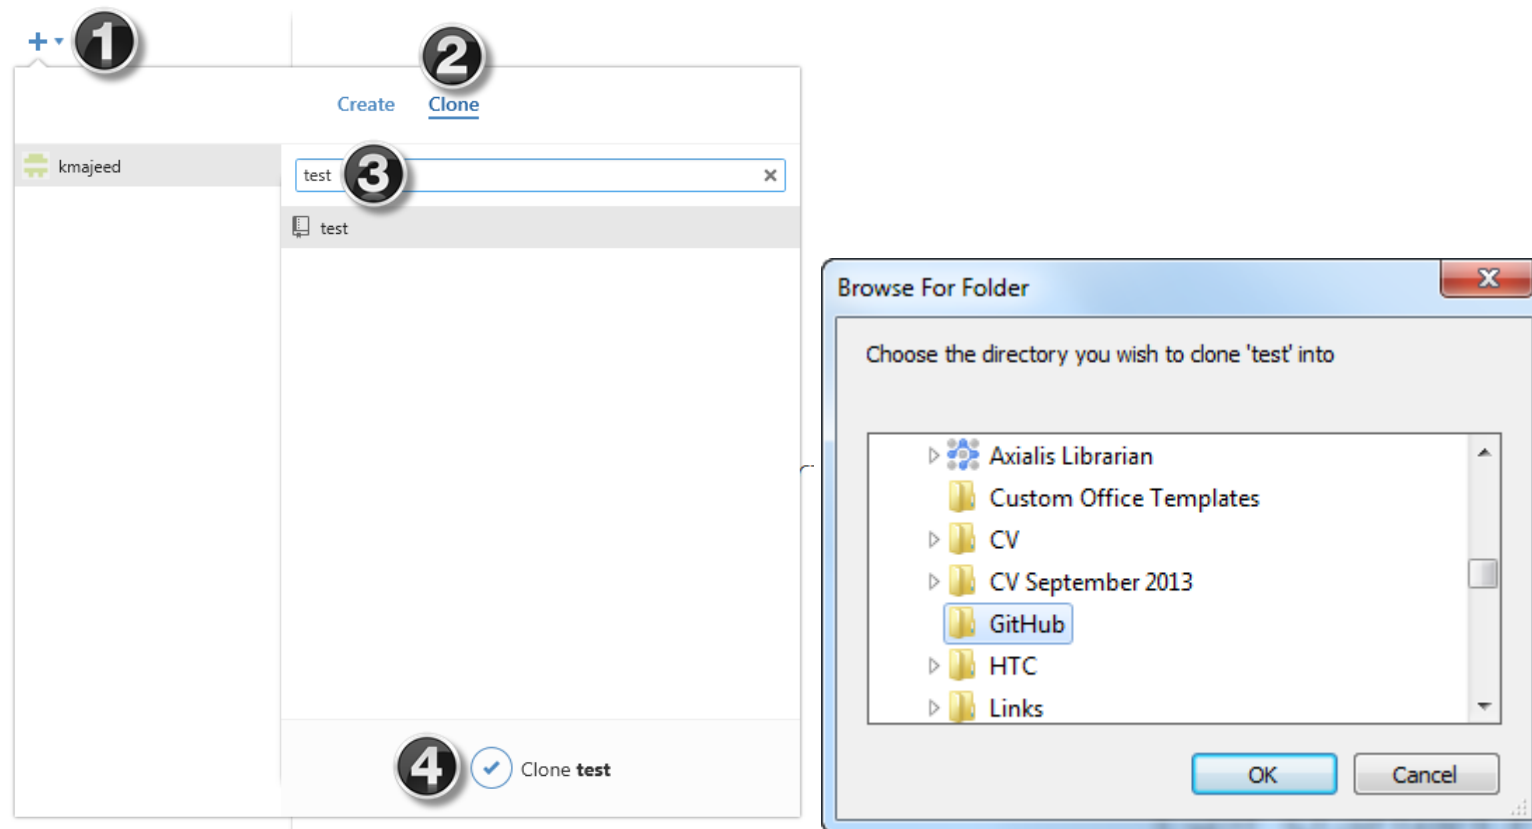 +
1
2
Create Clone
kmajeed
test
3
test
4
Clone test
Browse For Folder
Choose the directory you wish to clone 'test' into
Axialis Librarian
Custom Office Templates
CV
CV September 2013
GitHub
HTC
Links
OK Cancel